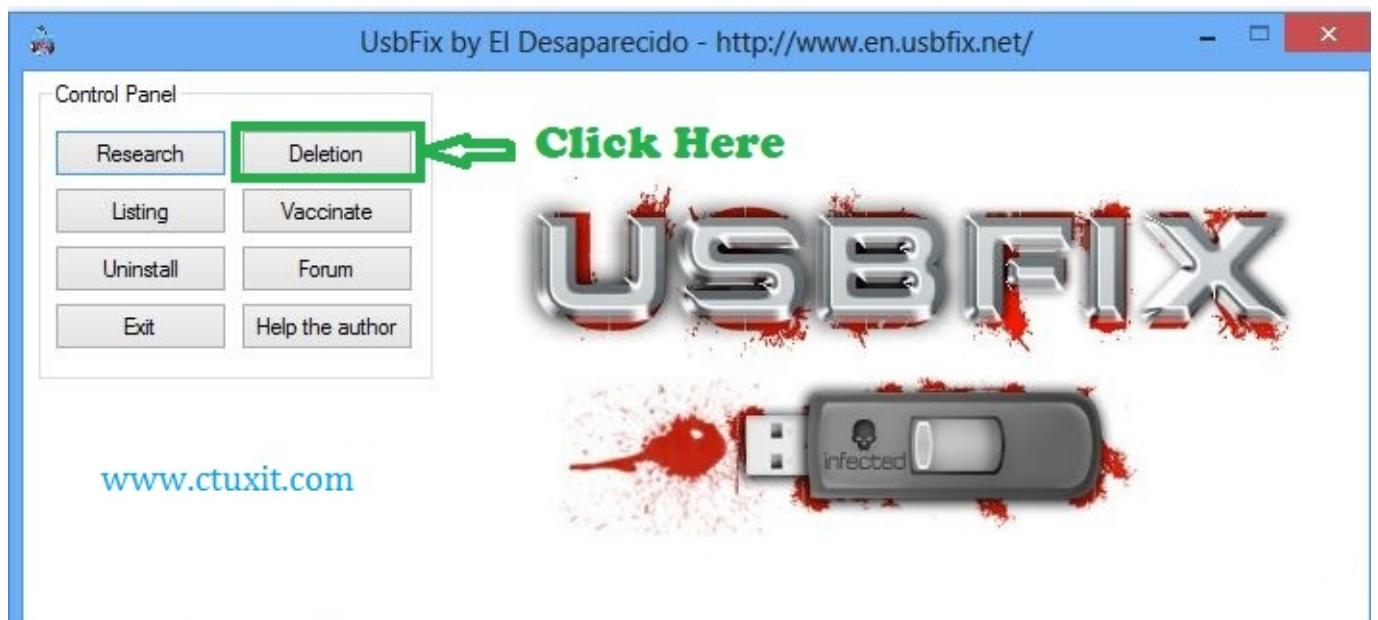 UsbFix by El Desaparecido - http://www.en.usbfix.net/
Control Panel
Research
Deletion
Click Here
Listing
Vaccinate
Uninstall
Forum
Exit
Help the author
USBFIX
infected
www.ctuxit.com